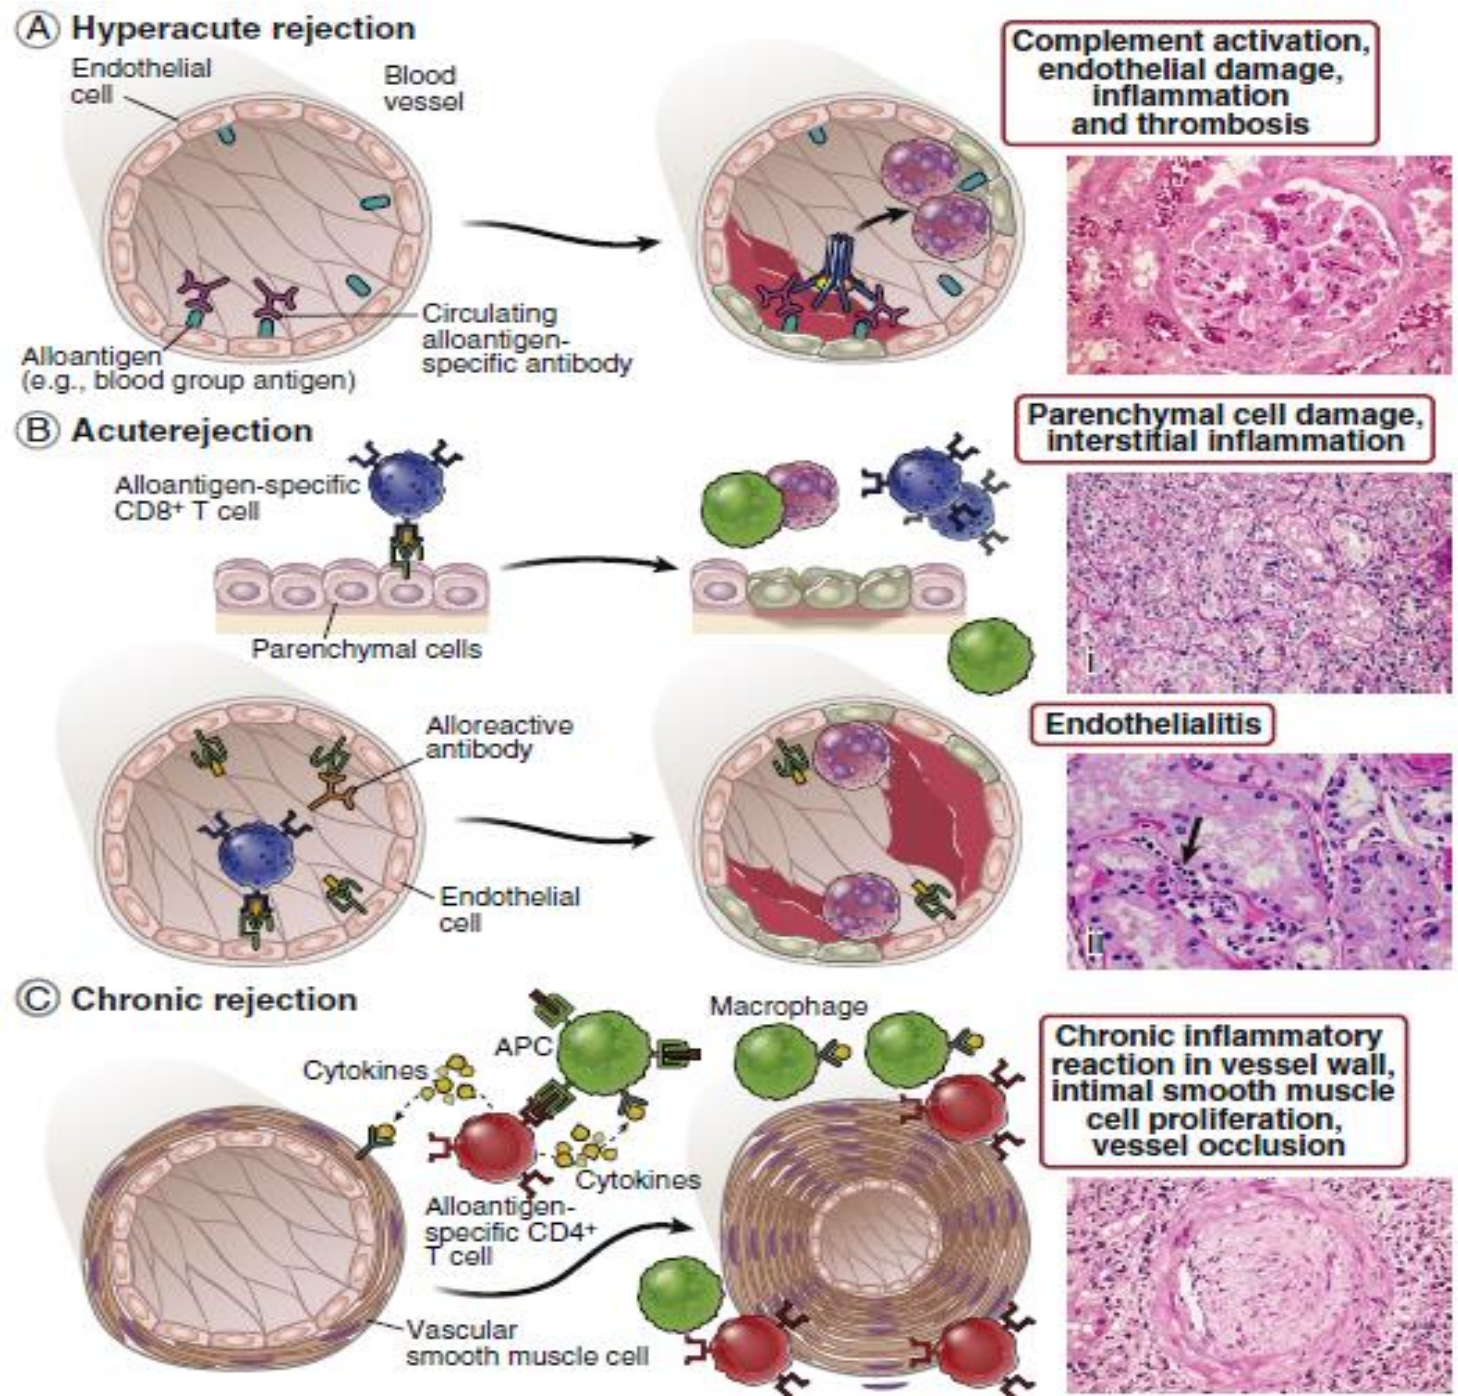 A Hyperacute rejection
Endothelial
cell
Blood
vessel
Complement activation,
endothelial damage,
inflammation
and thrombosis
Alloantigen
(e.g., blood group antigen)
Circulating
alloantigen-
specific antibody
B Acuterejection
Alloantigen-specific
CD8+ T cell
Parenchymal cells
Parenchymal cell damage,
interstitial inflammation
i
Alloreactive
antibody
Endothelial
cell
Endothelialitis
ii
C Chronic rejection
Cytokines
APC
Macrophage
Cytokines
Alloantigen-
specific CD4+
T cell
Vascular
smooth muscle cell
Chronic inflammatory
reaction in vessel wall,
intimal smooth muscle
cell proliferation,
vessel occlusion